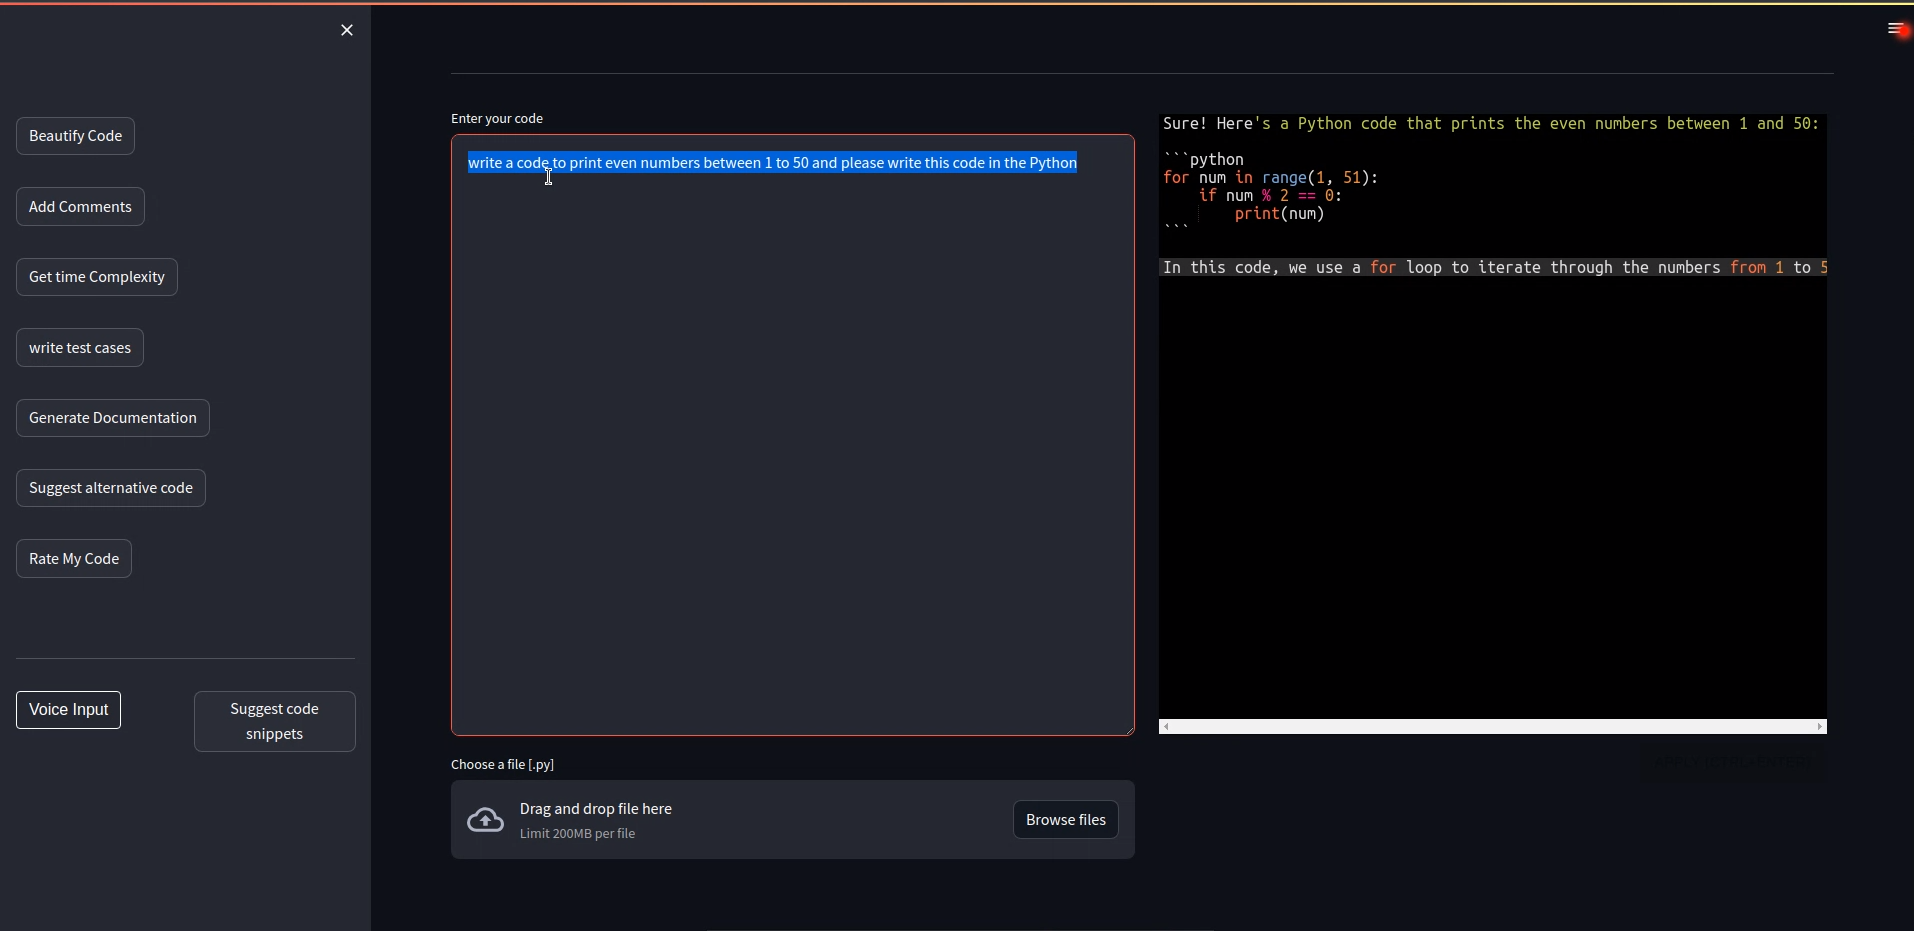 Beautify Code
Add Comments
Get time Complexity
write test cases
Generate Documentation
Suggest alternative code
Rate My Code
Voice Input
Suggest code
snippets
Enter your code
write a code to print even numbers between 1 to 50 and please write this code in the Python
Choose a file [.py]
Drag and drop file here
Limit 200MB per file
Browse files
Sure! Here's a Python code that prints the even numbers between 1 and 50:
```python
for num in range(1, 51):
    if num % 2 == 0:
        print(num)
```
In this code, we use a for loop to iterate through the numbers from 1 to 5